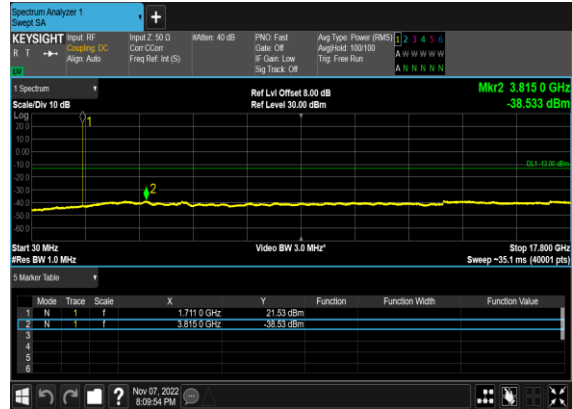 Spectrum Analyzer 1
Swept SA
+
KEYSIGHT Input: RF Input Z: 50 Ω #Atten: 40 dB PNO: Fast Avg Type: Power (RMS) 1 2 3 4 5 6
R T Coupling: DC Corr CCorr Gate: Off Avg|Hold: 100/100 A W W W W W
Align: Auto Freq Ref: Int (S) IF Gain: Low Trig: Free Run
Sig Track: Off A N N N N N
1 Spectrum Ref Lvl Offset 8.00 dB Mkr2 3.815 0 GHz
Scale/Div 10 dB Ref Level 30.00 dBm -38.533 dBm
Log
1
20.0
10.0
0.00
-10.0
DL1 -13.00 dBm
-20.0
-30.0
2
-40.0
-50.0
-60.0
Start 30 MHz Video BW 3.0 MHz* Stop 17.800 GHz
#Res BW 1.0 MHz Sweep ~35.1 ms (40001 pts)
5 Marker Table
Mode Trace Scale X Y Function Function Width Function Value
1 N 1 f 1.711 0 GHz 21.53 dBm
2 N 1 f 3.815 0 GHz -38.53 dBm
3
4
5
6
? Nov 07, 2022
8:09:54 PM